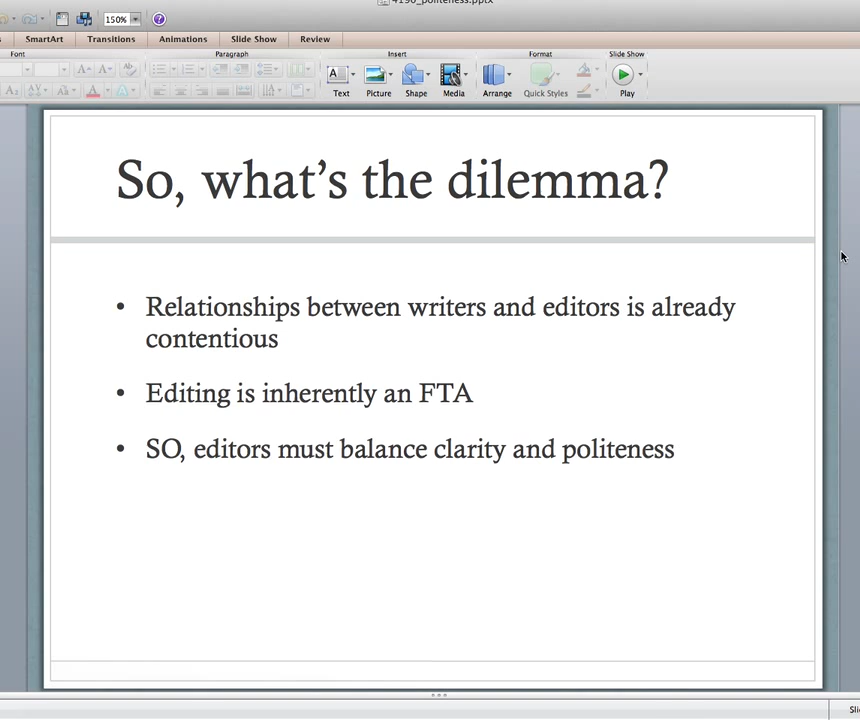 4190_politeness.pptx
150%
SmartArt Transitions Animations Slide Show Review
Font Paragraph Insert Format Slide Show
Text Picture Shape Media Arrange Quick Styles Play
So, what's the dilemma?
• Relationships between writers and editors is already
contentious
• Editing is inherently an FTA
• SO, editors must balance clarity and politeness